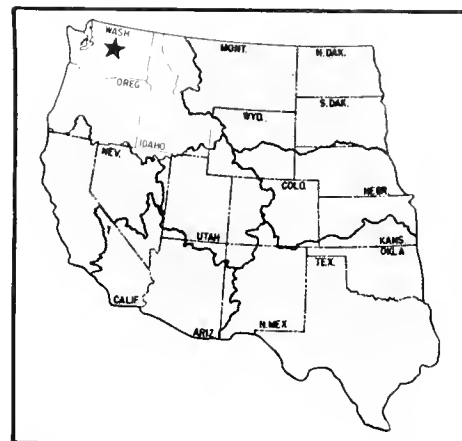 WASH
MONT.
N. DAK.
OREG
S. DAK.
WYO.
IDAHO
NEV.
COLO.
NEBR
UTAH
KANS
OKLA
TEX.
CALIF
N. MEX
ARIZ